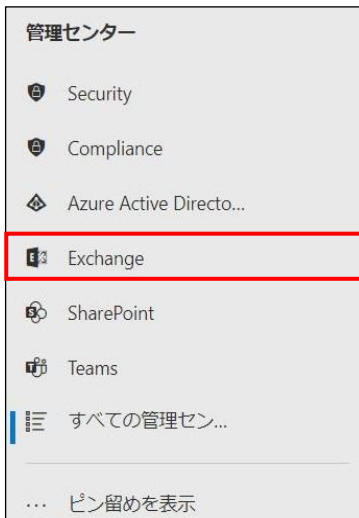 管理センター
Security
Compliance
Azure Active Directo...
Exchange
SharePoint
Teams
すべての管理セン...
... ピン留めを表示